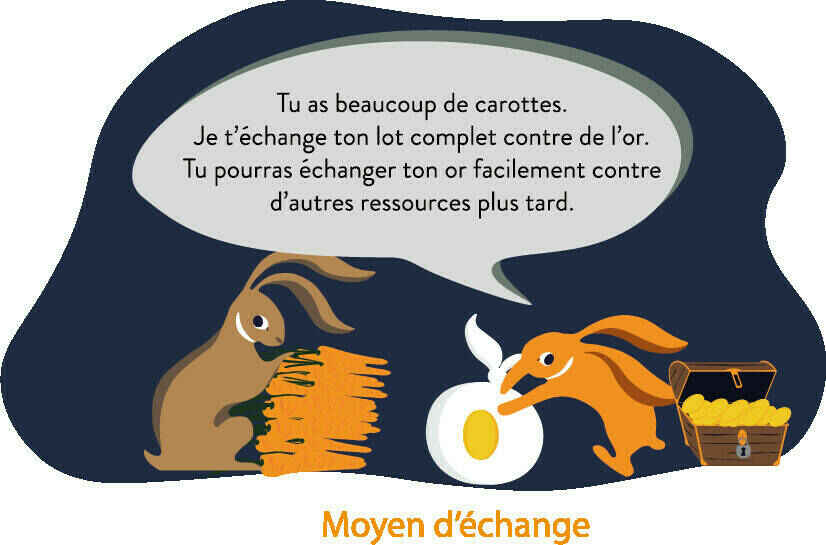 Tu as beaucoup de carottes.
Je t’échange ton lot complet contre de l’or.
Tu pourras échanger ton or facilement contre
d’autres ressources plus tard.
Moyen d’échange